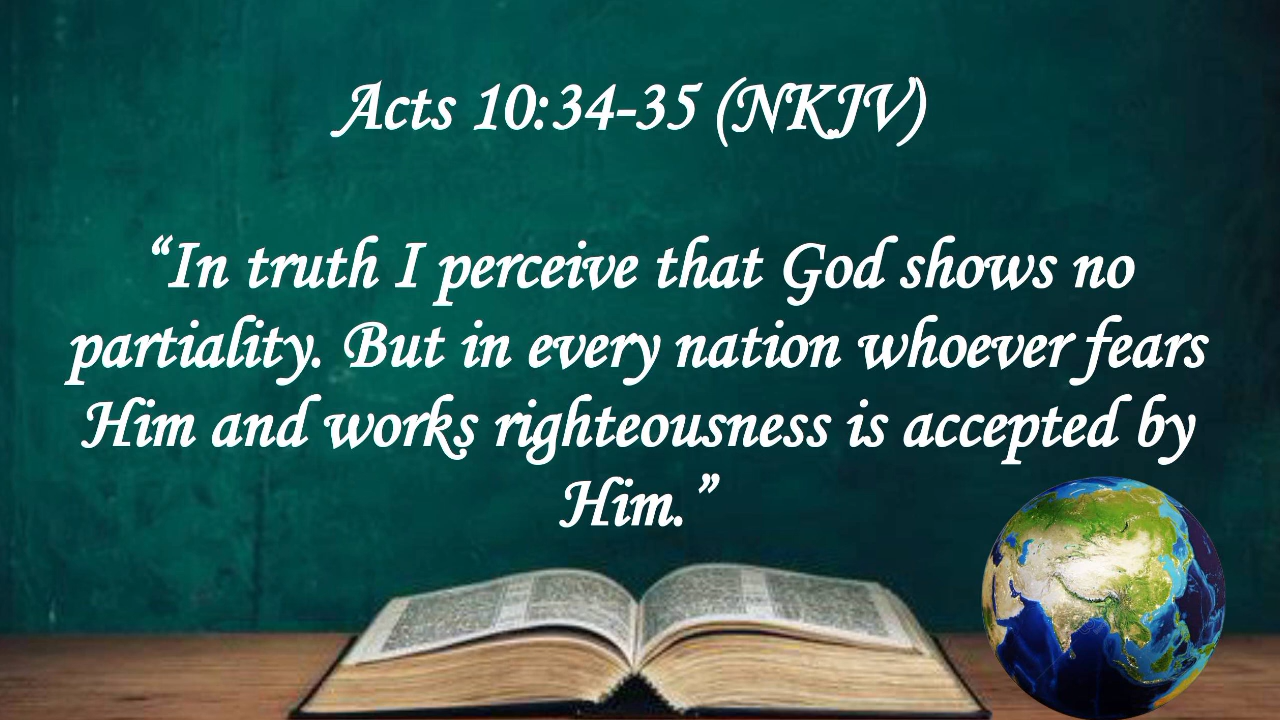 Acts 10:34-35 (NKJV)
“In truth I perceive that God shows no
partiality. But in every nation whoever fears
Him and works righteousness is accepted by
Him.”